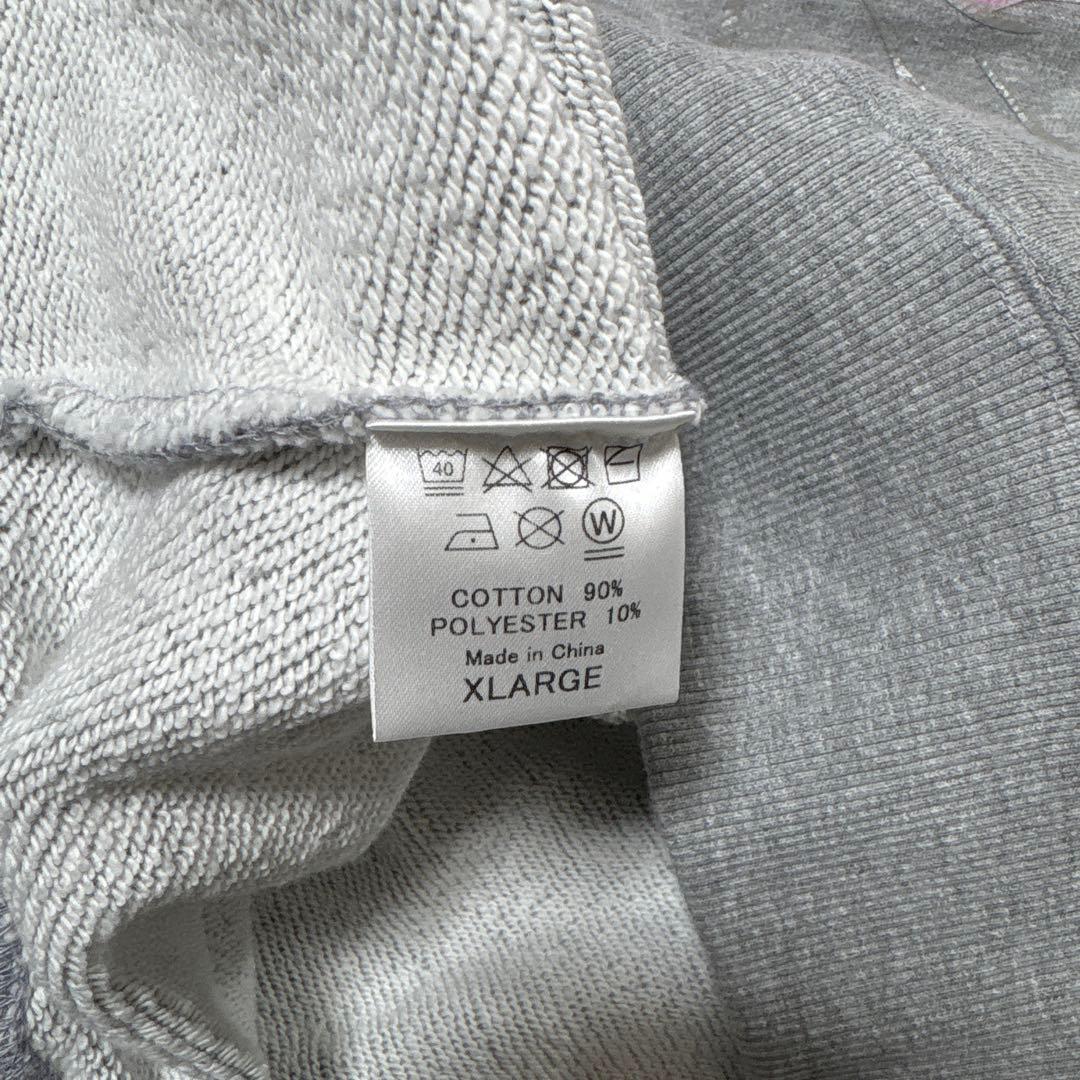 40
W
COTTON 90%
POLYESTER 10%
Made in China
XLARGE